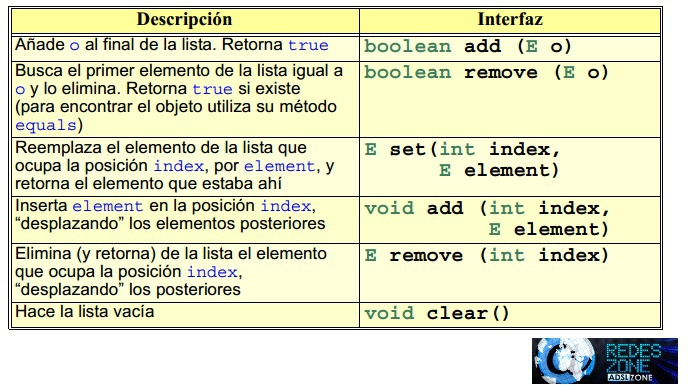 Descripción
Interfaz
Añade o al final de la lista. Retorna true
boolean add (E o)
Busca el primer elemento de la lista igual a
o y lo elimina. Retorna true si existe
(para encontrar el objeto utiliza su método
equals)
boolean remove (E o)
Reemplaza el elemento de la lista que
ocupa la posición index, por element, y
retorna el elemento que estaba ahí
E set(int index,
E element)
Inserta element en la posición index,
“desplazando” los elementos posteriores
void add (int index,
E element)
Elimina (y retorna) de la lista el elemento
que ocupa la posición index,
“desplazando” los posteriores
E remove (int index)
Hace la lista vacía
void clear()
REDES
ZONE
ADSLZONE